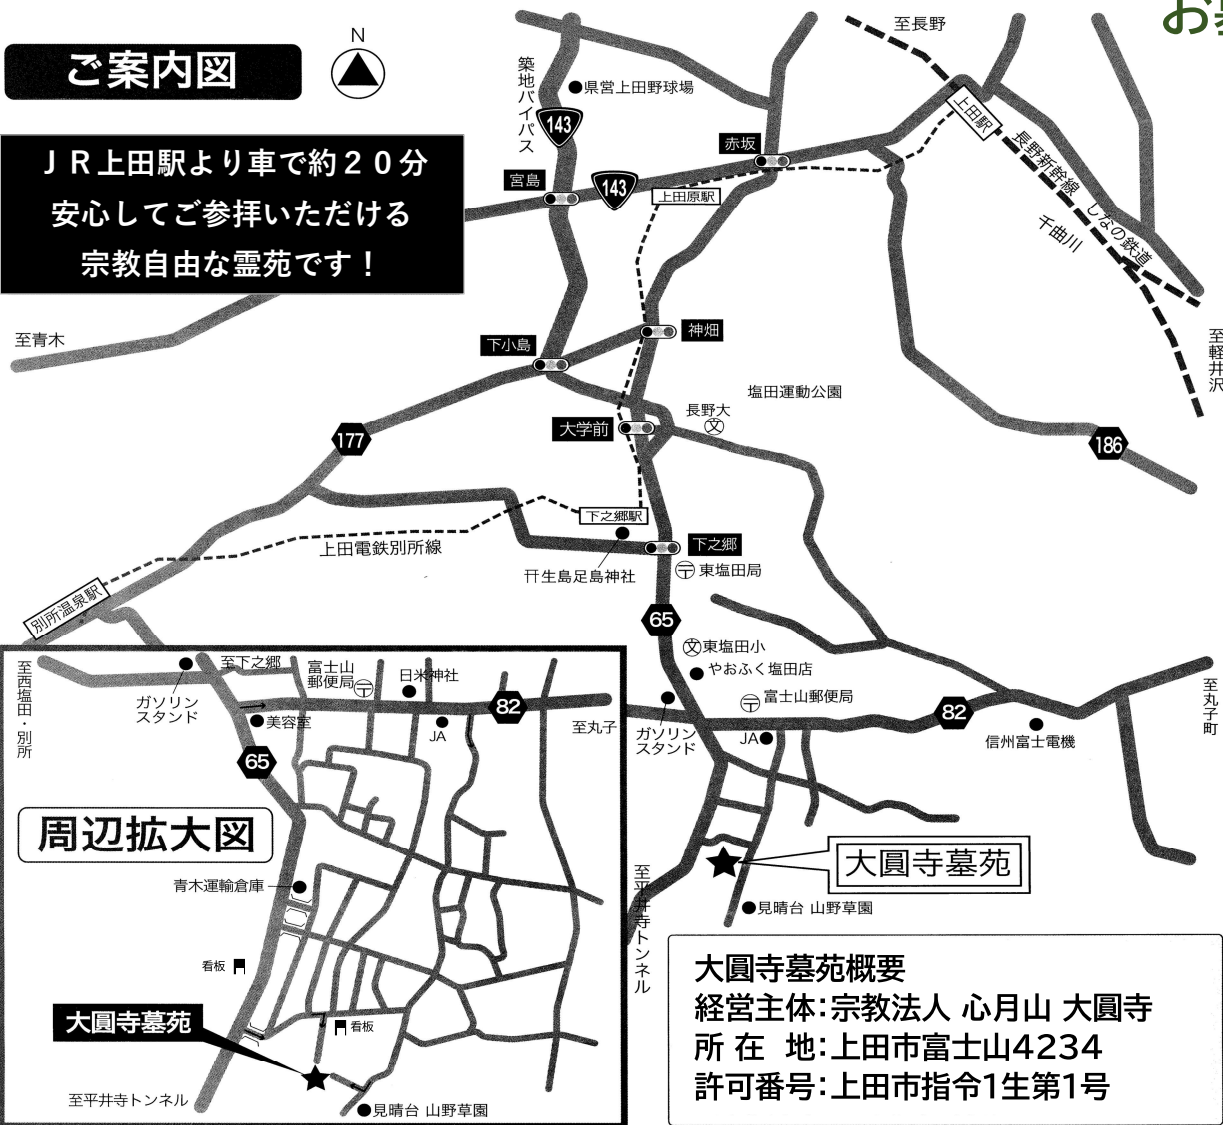 お
ご案内図
N
至長野
築地バイパス
県営上田野球場
143
上田駅
JR上田駅より車で約20分
安心してご参拝いただける
宗教自由な霊苑です！
赤坂
長野新幹線
宮島
143
上田原駅
しなの鉄道
千曲川
至青木
下小島
神畑
至軽井沢
塩田運動公園
長野大
文
大学前
177
186
下之郷駅
上田電鉄別所線
下之郷
⛩生島足島神社
〒東塩田局
別所温泉駅
65
文東塩田小
やおふく塩田店
〒富士山郵便局
至丸子町
82
ガソリン
スタンド
JA
信州富士電機
大圓寺墓苑
至平井寺トンネル
見晴台 山野草園
至西塩田・別所
至下之郷
ガソリン
スタンド
富士山
郵便局〒
日米神社
82
美容室
JA
至丸子
65
周辺拡大図
青木運輸倉庫
看板
大圓寺墓苑
看板
至平井寺トンネル
見晴台 山野草園
大圓寺墓苑概要
経営主体:宗教法人 心月山 大圓寺
所 在 地:上田市富士山4234
許可番号:上田市指令1生第1号